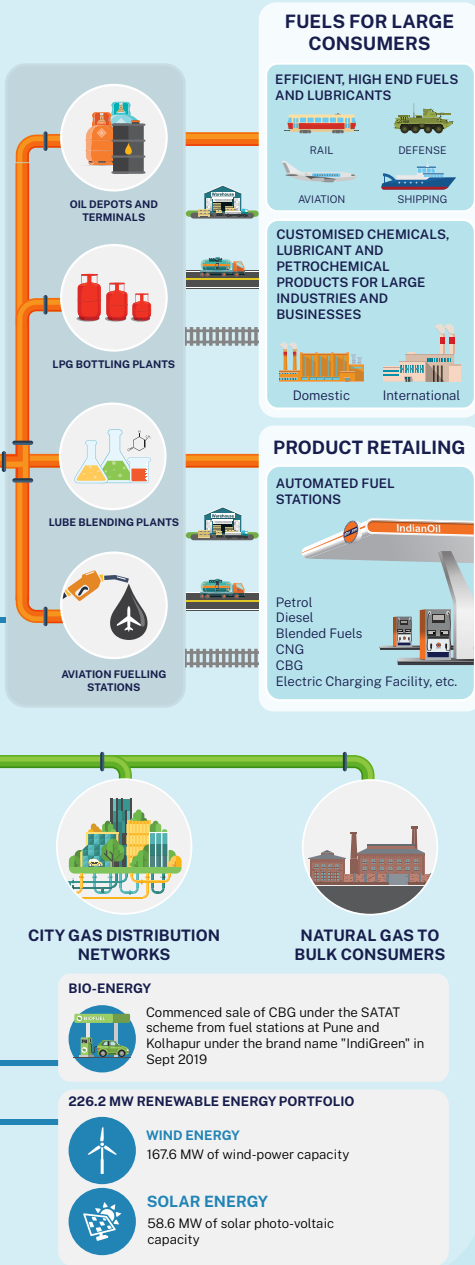 FUELS FOR LARGE
CONSUMERS
EFFICIENT, HIGH END FUELS
AND LUBRICANTS
RAIL
DEFENSE
AVIATION
SHIPPING
OIL DEPOTS AND
TERMINALS
Warehouse
CUSTOMISED CHEMICALS,
LUBRICANT AND
PETROCHEMICAL
PRODUCTS FOR LARGE
INDUSTRIES AND
BUSINESSES
Domestic
International
LPG BOTTLING PLANTS
PRODUCT RETAILING
AUTOMATED FUEL
STATIONS
IndianOil
LUBE BLENDING PLANTS
Warehouse
Petrol
Diesel
Blended Fuels
CNG
CBG
Electric Charging Facility, etc.
AVIATION FUELLING
STATIONS
CITY GAS DISTRIBUTION
NETWORKS
NATURAL GAS TO
BULK CONSUMERS
BIO-ENERGY
BIOFUEL
Commenced sale of CBG under the SATAT
scheme from fuel stations at Pune and
Kolhapur under the brand name "IndiGreen" in
Sept 2019
226.2 MW RENEWABLE ENERGY PORTFOLIO
WIND ENERGY
167.6 MW of wind-power capacity
SOLAR ENERGY
58.6 MW of solar photo-voltaic
capacity